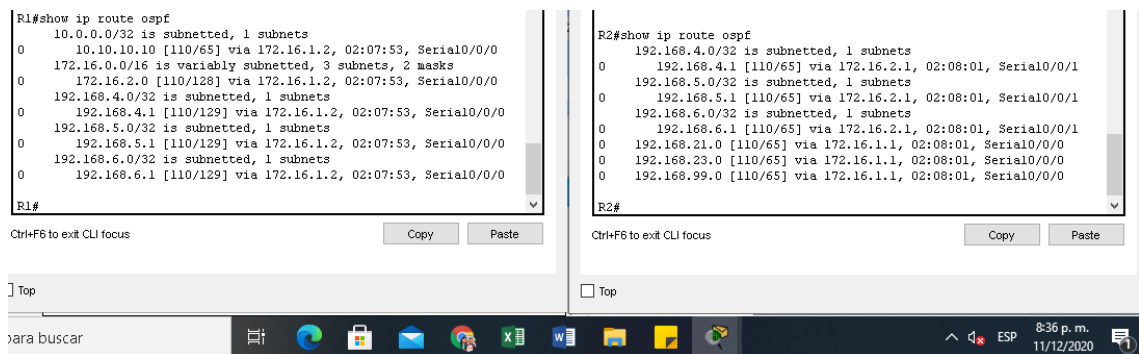 R1#show ip route ospf
10.0.0.0/32 is subnetted, 1 subnets
O 10.10.10.10 [110/65] via 172.16.1.2, 02:07:53, Serial0/0/0
172.16.0.0/16 is variably subnetted, 3 subnets, 2 masks
O 172.16.2.0 [110/128] via 172.16.1.2, 02:07:53, Serial0/0/0
192.168.4.0/32 is subnetted, 1 subnets
O 192.168.4.1 [110/129] via 172.16.1.2, 02:07:53, Serial0/0/0
192.168.5.0/32 is subnetted, 1 subnets
O 192.168.5.1 [110/129] via 172.16.1.2, 02:07:53, Serial0/0/0
192.168.6.0/32 is subnetted, 1 subnets
O 192.168.6.1 [110/129] via 172.16.1.2, 02:07:53, Serial0/0/0
R1#
Ctrl+F6 to exit CLI focus
Copy
Paste
Top
R2#show ip route ospf
192.168.4.0/32 is subnetted, 1 subnets
O 192.168.4.1 [110/65] via 172.16.2.1, 02:08:01, Serial0/0/1
192.168.5.0/32 is subnetted, 1 subnets
O 192.168.5.1 [110/65] via 172.16.2.1, 02:08:01, Serial0/0/1
192.168.6.0/32 is subnetted, 1 subnets
O 192.168.6.1 [110/65] via 172.16.2.1, 02:08:01, Serial0/0/1
O 192.168.21.0 [110/65] via 172.16.1.1, 02:08:01, Serial0/0/0
O 192.168.23.0 [110/65] via 172.16.1.1, 02:08:01, Serial0/0/0
O 192.168.99.0 [110/65] via 172.16.1.1, 02:08:01, Serial0/0/0
R2#
Ctrl+F6 to exit CLI focus
Copy
Paste
Top
para buscar
ESP
8:36 p. m.
11/12/2020
1